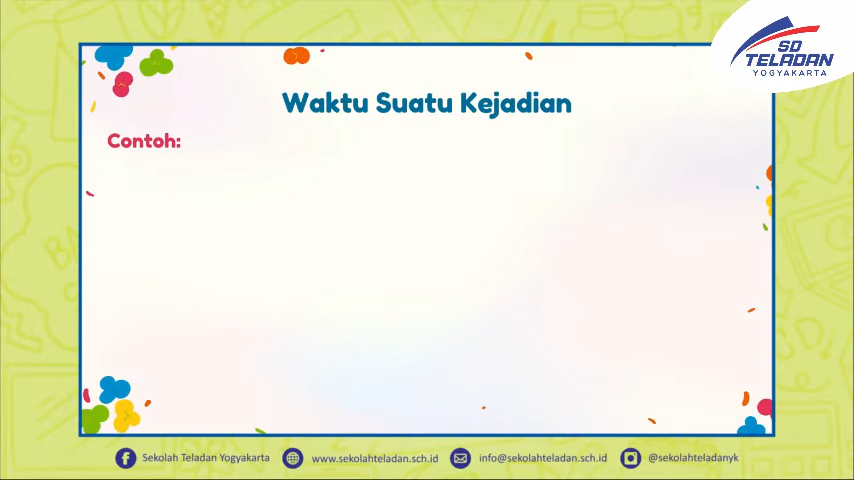 SD
TELADAN
YOGYAKARTA
Waktu Suatu Kejadian
Contoh:
Sekolah Teladan Yogyakarta
www.sekolahteladan.sch.id
info@sekolahteladan.sch.id
@sekolahteladanyk